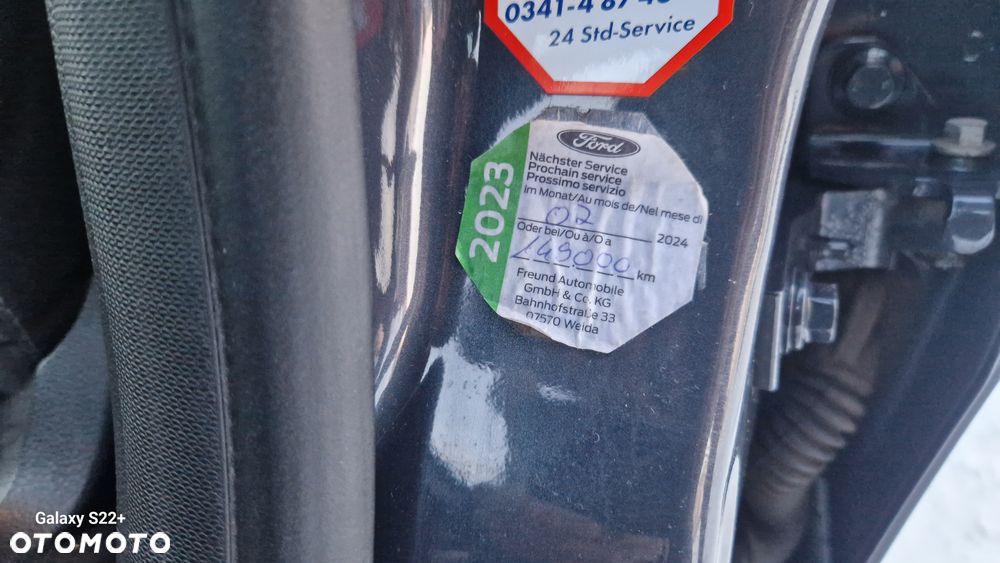 0341-4 87 48
24 Std-Service
Ford
2023
Nächster Service
Prochain service
Prossimo servizio
Im Monat/Au mois de/Nel mese di
02 2024
Oder bei/Ou à/O a
149.000 km
Freund Automobile
GmbH & Co. KG
Bahnhofstraße 33
07570 Weida
Galaxy S22+
OTOMOTO